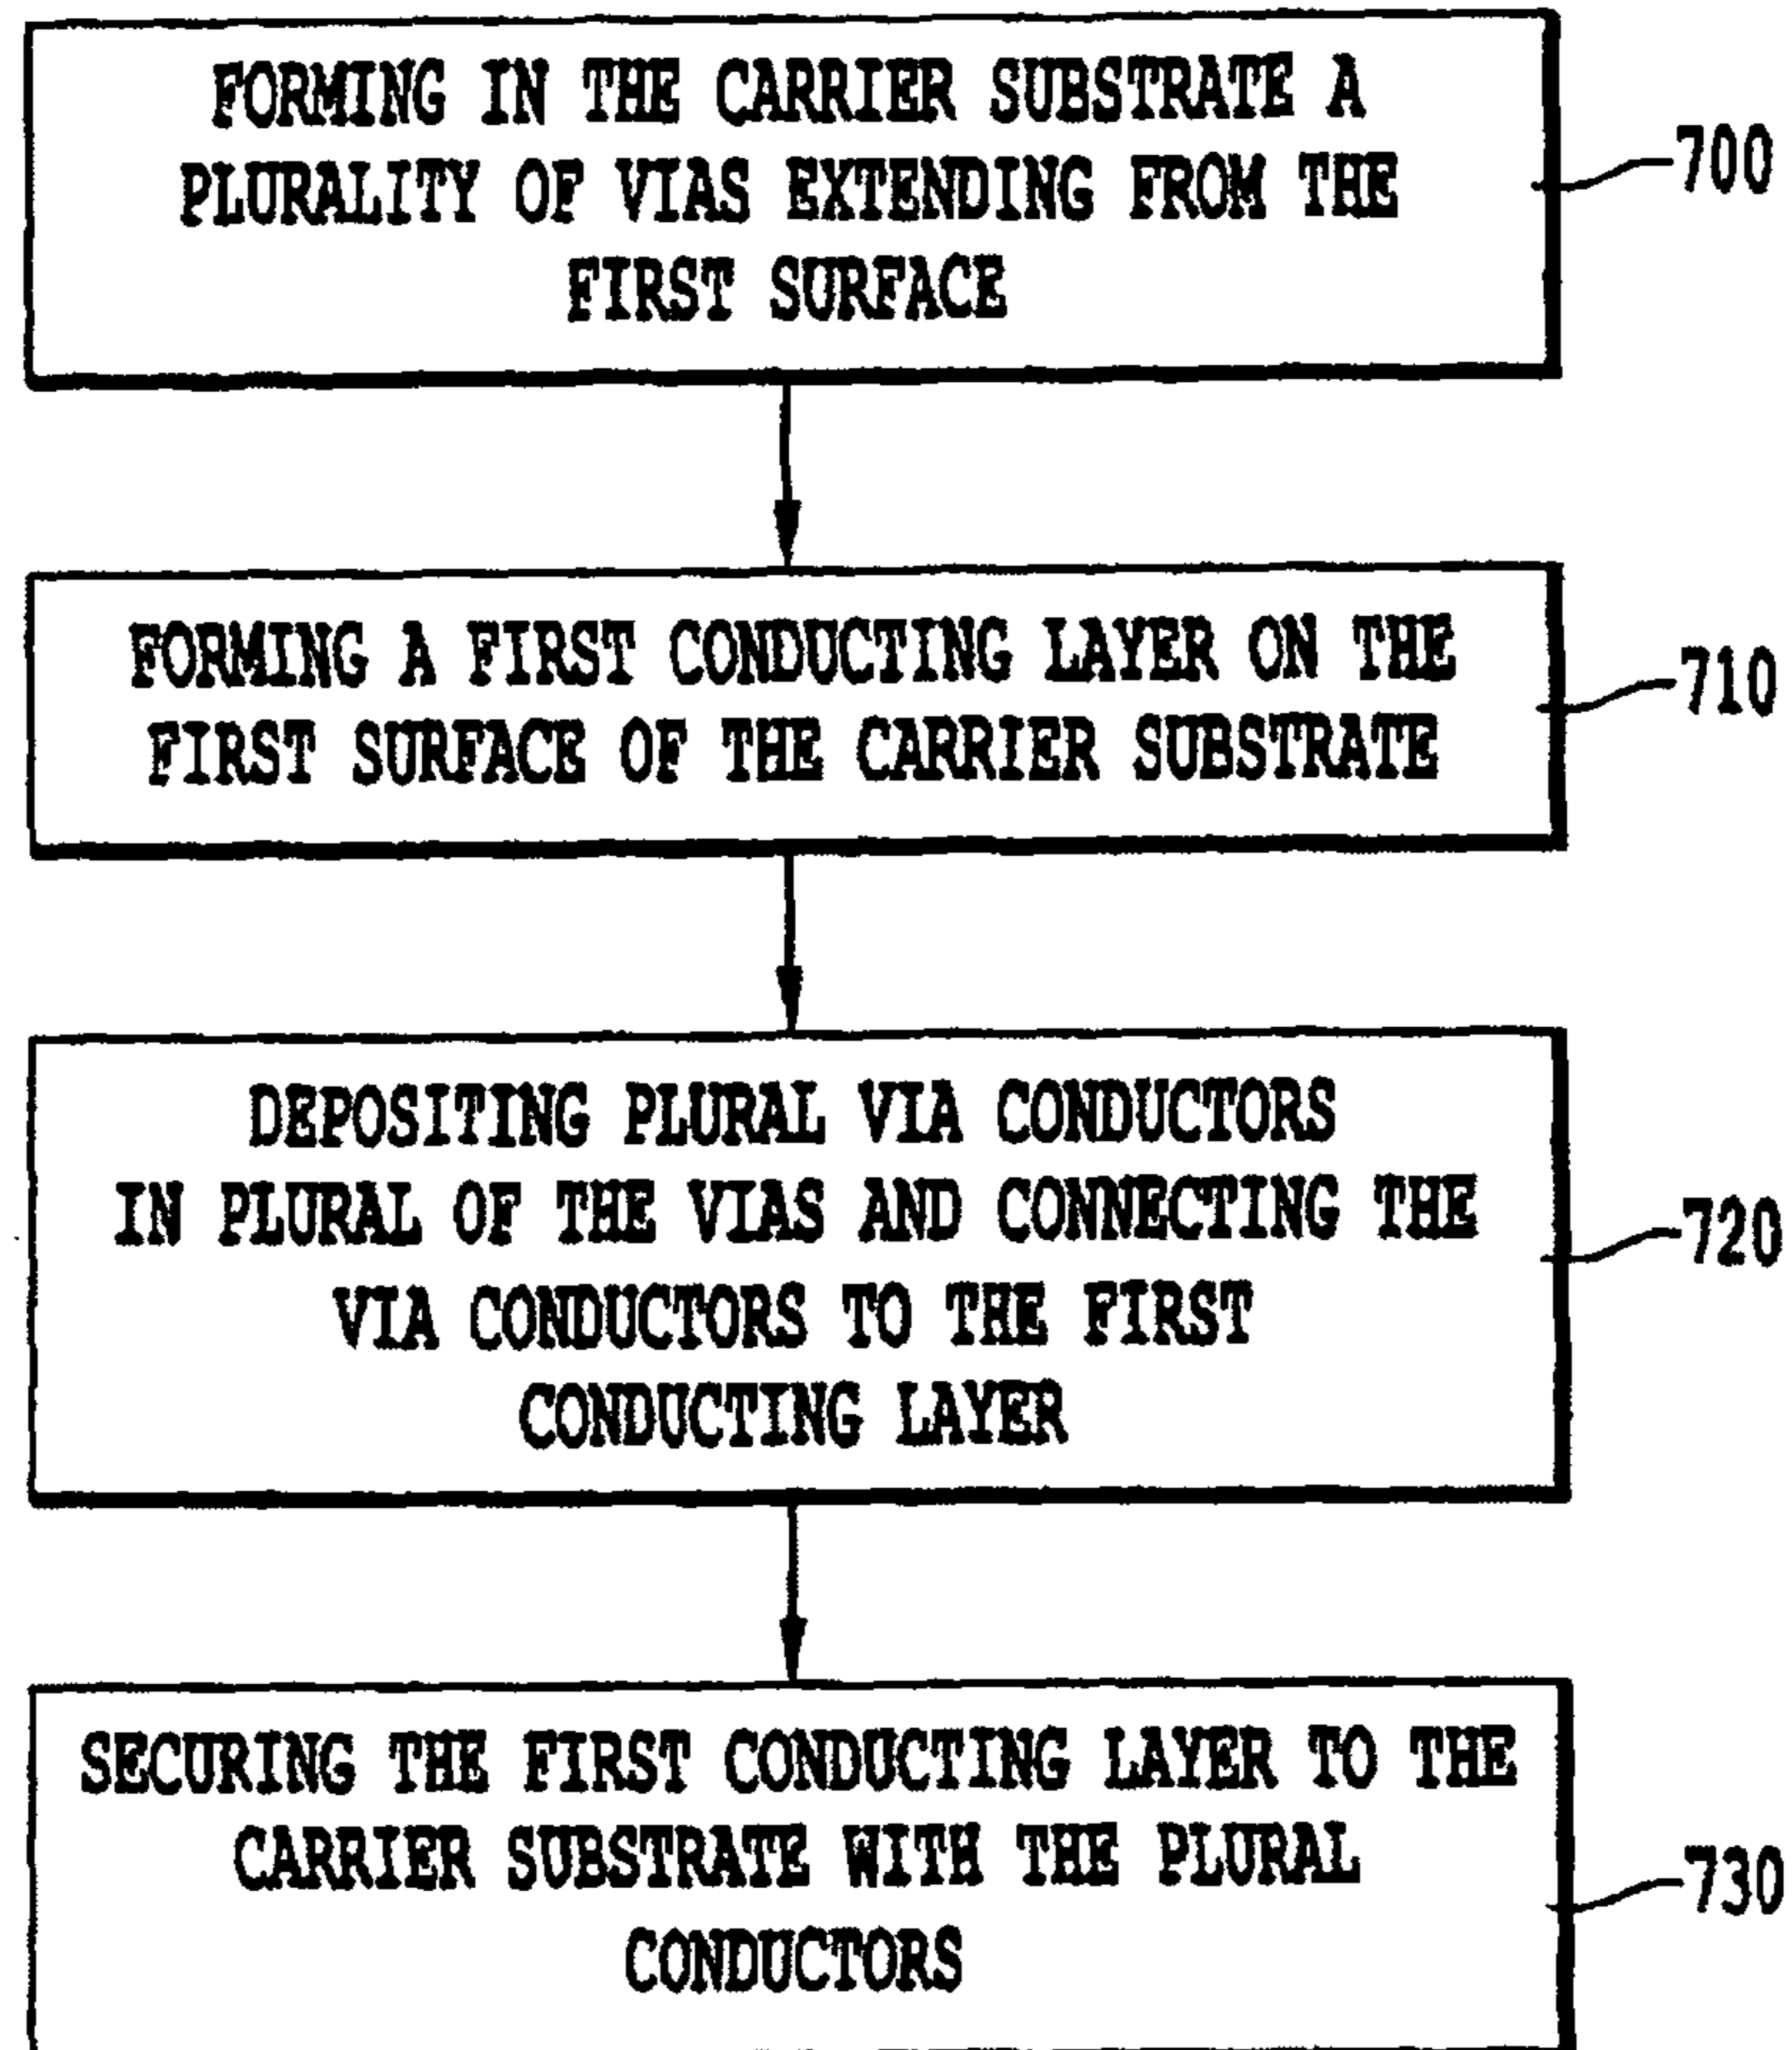 FORMING IN THE CARRIER SUBSTRATE A
PLURALITY OF VIAS EXTENDING FROM THE
FIRST SURFACE
700
FORMING A FIRST CONDUCTING LAYER ON THE
FIRST SURFACE OF THE CARRIER SUBSTRATE
710
DEPOSITING PLURAL VIA CONDUCTORS
IN PLURAL OF THE VIAS AND CONNECTING THE
VIA CONDUCTORS TO THE FIRST
CONDUCTING LAYER
720
SECURING THE FIRST CONDUCTING LAYER TO THE
CARRIER SUBSTRATE WITH THE PLURAL
CONDUCTORS
730